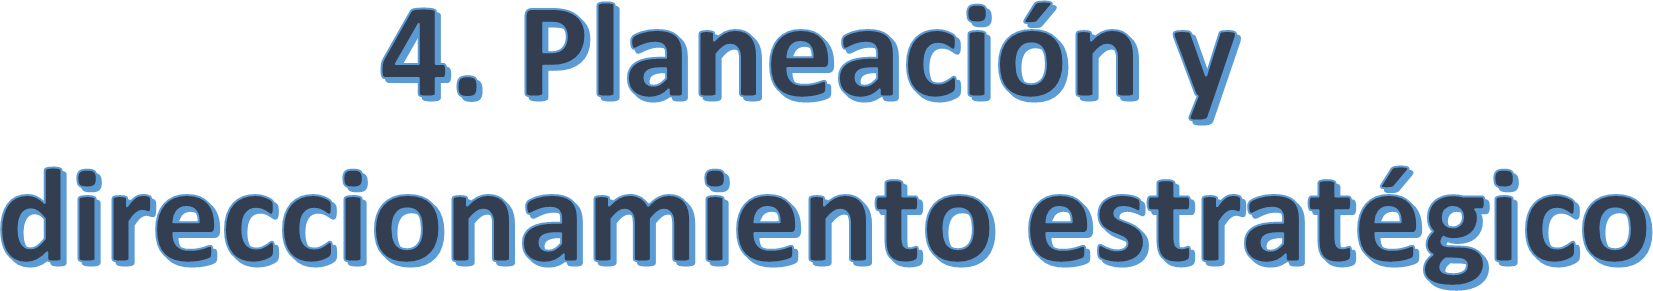 4. Planeación y
direccionamiento estratégico